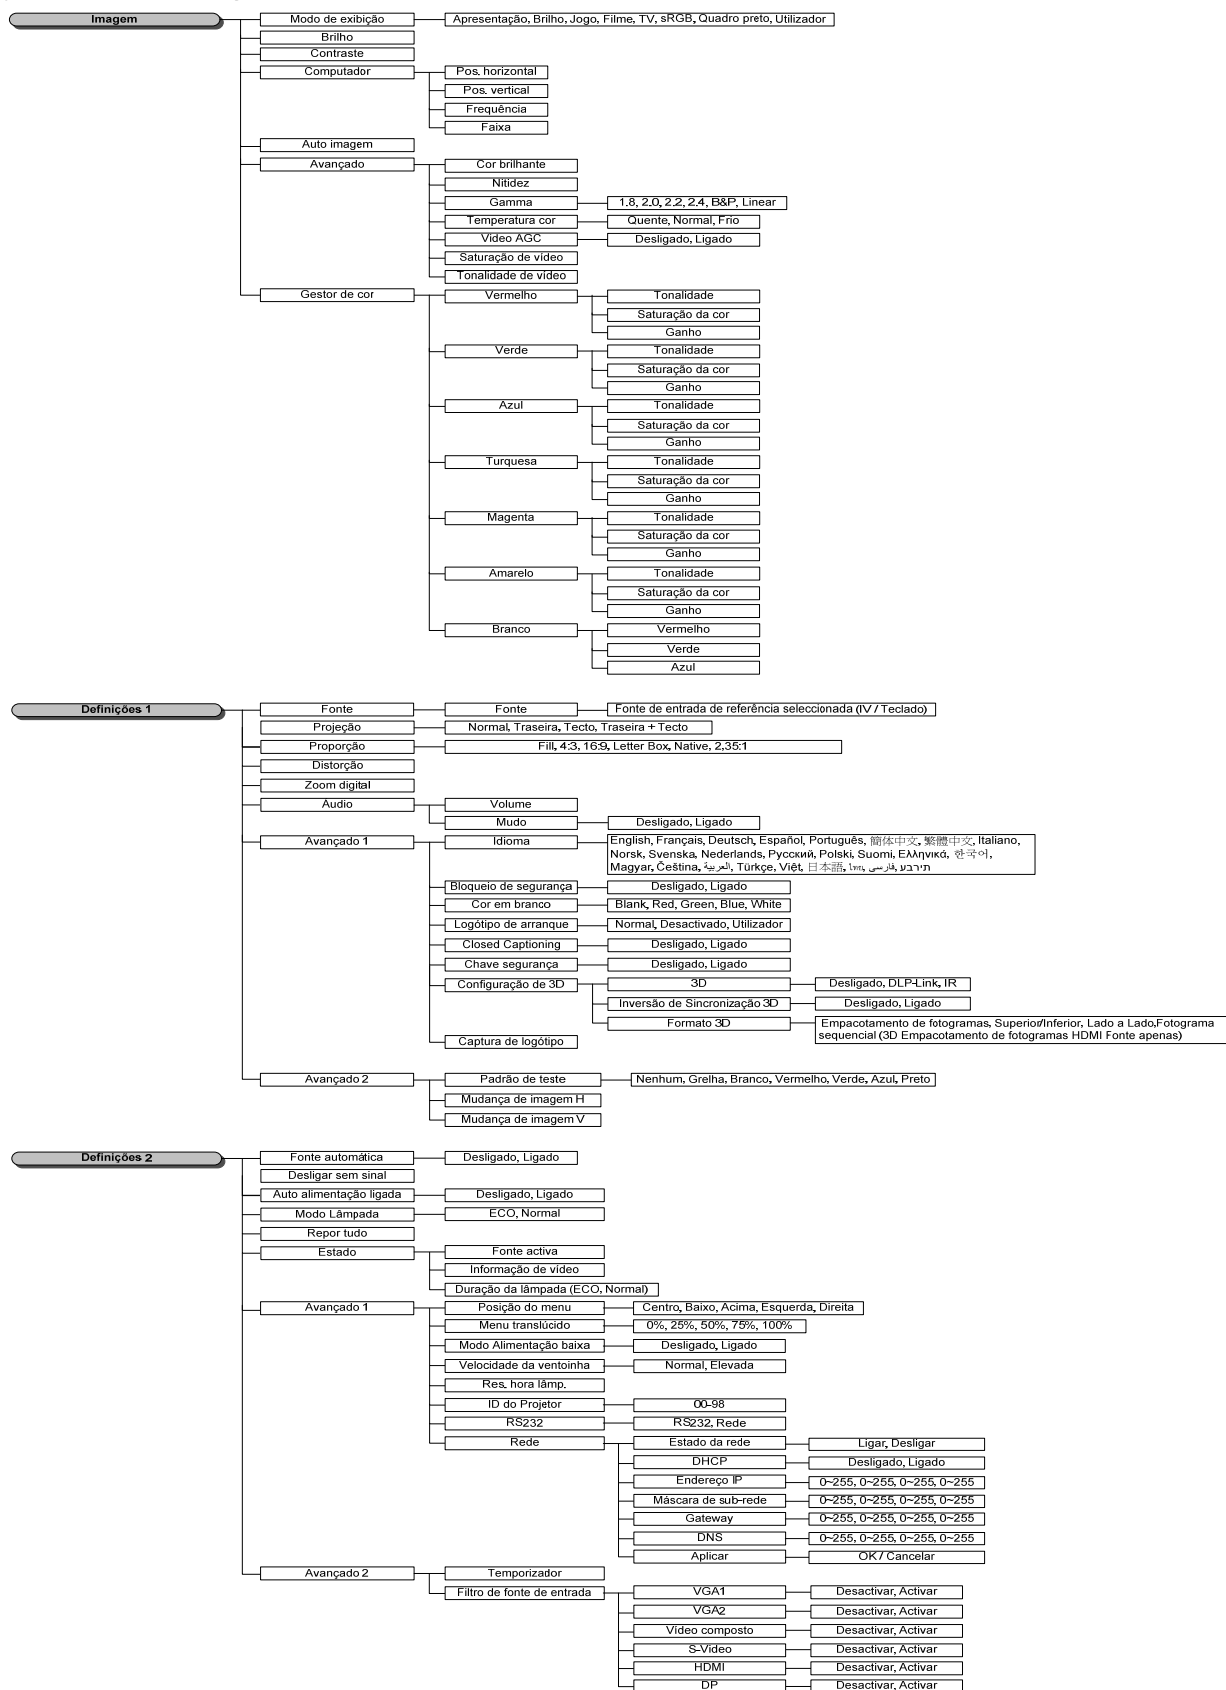 Imagem
Modo de exibição
Apresentação, Brilho, Jogo, Filme, TV, sRGB, Quadro preto, Utilizador
Brilho
Contraste
Computador
Pos. horizontal
Pos. vertical
Frequência
Faixa
Auto imagem
Avançado
Cor brilhante
Nitidez
Gamma
1.8, 2.0, 2.2, 2.4, B&P, Linear
Temperatura cor
Quente, Normal, Frio
Vídeo AGC
Desligado, Ligado
Saturação de vídeo
Tonalidade de vídeo
Gestor de cor
Vermelho
Tonalidade
Saturação da cor
Ganho
Verde
Tonalidade
Saturação da cor
Ganho
Azul
Tonalidade
Saturação da cor
Ganho
Turquesa
Tonalidade
Saturação da cor
Ganho
Magenta
Tonalidade
Saturação da cor
Ganho
Amarelo
Tonalidade
Saturação da cor
Ganho
Branco
Vermelho
Verde
Azul
Definições 1
Fonte
Fonte
Fonte de entrada de referência seleccionada (IV / Teclado)
Projeção
Normal, Traseira, Tecto, Traseira + Tecto
Proporção
Fill, 4:3, 16:9, Letter Box, Native, 2,35:1
Distorção
Zoom digital
Áudio
Volume
Mudo
Desligado, Ligado
Avançado 1
Idioma
English, Français, Deutsch, Español, Português, 簡体中文, 繁體中文, Italiano,
Norsk, Svenska, Nederlands, Русский, Polski, Suomi, Ελληνικά, 한국어,
Magyar, Čeština, العربية, Türkçe, Việt, 日本語, ไทย, فارسی, תירבע
Bloqueio de segurança
Desligado, Ligado
Cor em branco
Blank, Red, Green, Blue, White
Logótipo de arranque
Normal, Desactivado, Utilizador
Closed Captioning
Desligado, Ligado
Chave segurança
Desligado, Ligado
Configuração de 3D
3D
Desligado, DLP-Link, IR
Inversão de Sincronização 3D
Desligado, Ligado
Formato 3D
Empacotamento de fotogramas, Superior/Inferior, Lado a Lado,Fotograma
sequencial (3D Empacotamento de fotogramas HDMI Fonte apenas)
Captura de logótipo
Avançado 2
Padrão de teste
Nenhum, Grelha, Branco, Vermelho, Verde, Azul, Preto
Mudança de imagem H
Mudança de imagem V
Definições 2
Fonte automática
Desligado, Ligado
Desligar sem sinal
Auto alimentação ligada
Desligado, Ligado
Modo Lâmpada
ECO, Normal
Repor tudo
Estado
Fonte activa
Informação de vídeo
Duração da lâmpada (ECO, Normal)
Avançado 1
Posição do menu
Centro, Baixo, Acima, Esquerda, Direita
Menu translúcido
0%, 25%, 50%, 75%, 100%
Modo Alimentação baixa
Desligado, Ligado
Velocidade da ventoinha
Normal, Elevada
Res. hora lâmp.
ID do Projetor
00-98
RS232
RS232, Rede
Rede
Estado da rede
Ligar, Desligar
DHCP
Desligado, Ligado
Endereço IP
0~255, 0~255, 0~255, 0~255
Máscara de sub-rede
0~255, 0~255, 0~255, 0~255
Gateway
0~255, 0~255, 0~255, 0~255
DNS
0~255, 0~255, 0~255, 0~255
Aplicar
OK / Cancelar
Avançado 2
Temporizador
Filtro de fonte de entrada
VGA1
Desactivar, Activar
VGA2
Desactivar, Activar
Vídeo composto
Desactivar, Activar
S-Video
Desactivar, Activar
HDMI
Desactivar, Activar
DP
Desactivar, Activar